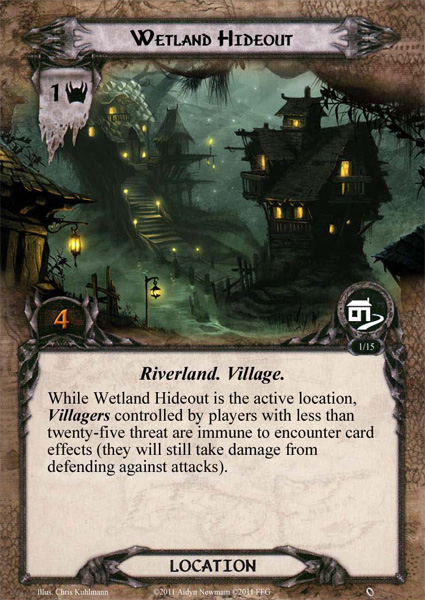 Wetland Hideout
1
4
1/15
Riverland. Village.
While Wetland Hideout is the active location,
Villagers controlled by players with less than
twenty-five threat are immune to encounter card
effects (they will still take damage from
defending against attacks).
LOCATION
Illus. Chris Kuhlmann ©2011 Aidyn Newmam ©2011 FFG